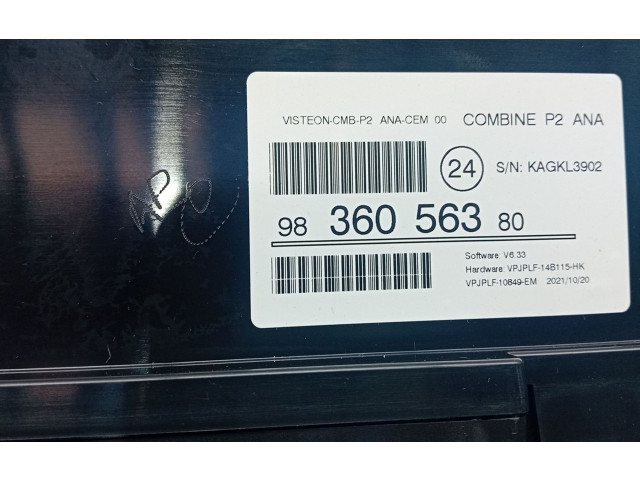 VISTEON-CMB-P2 ANA-CEM 00 COMBINE P2 ANA
24 S/N: KAGKL3902
98 360 563 80
Software: V6.33
Hardware: VPJPLF-14B115-HK
VPJPLF-10849-EM 2021/10/20